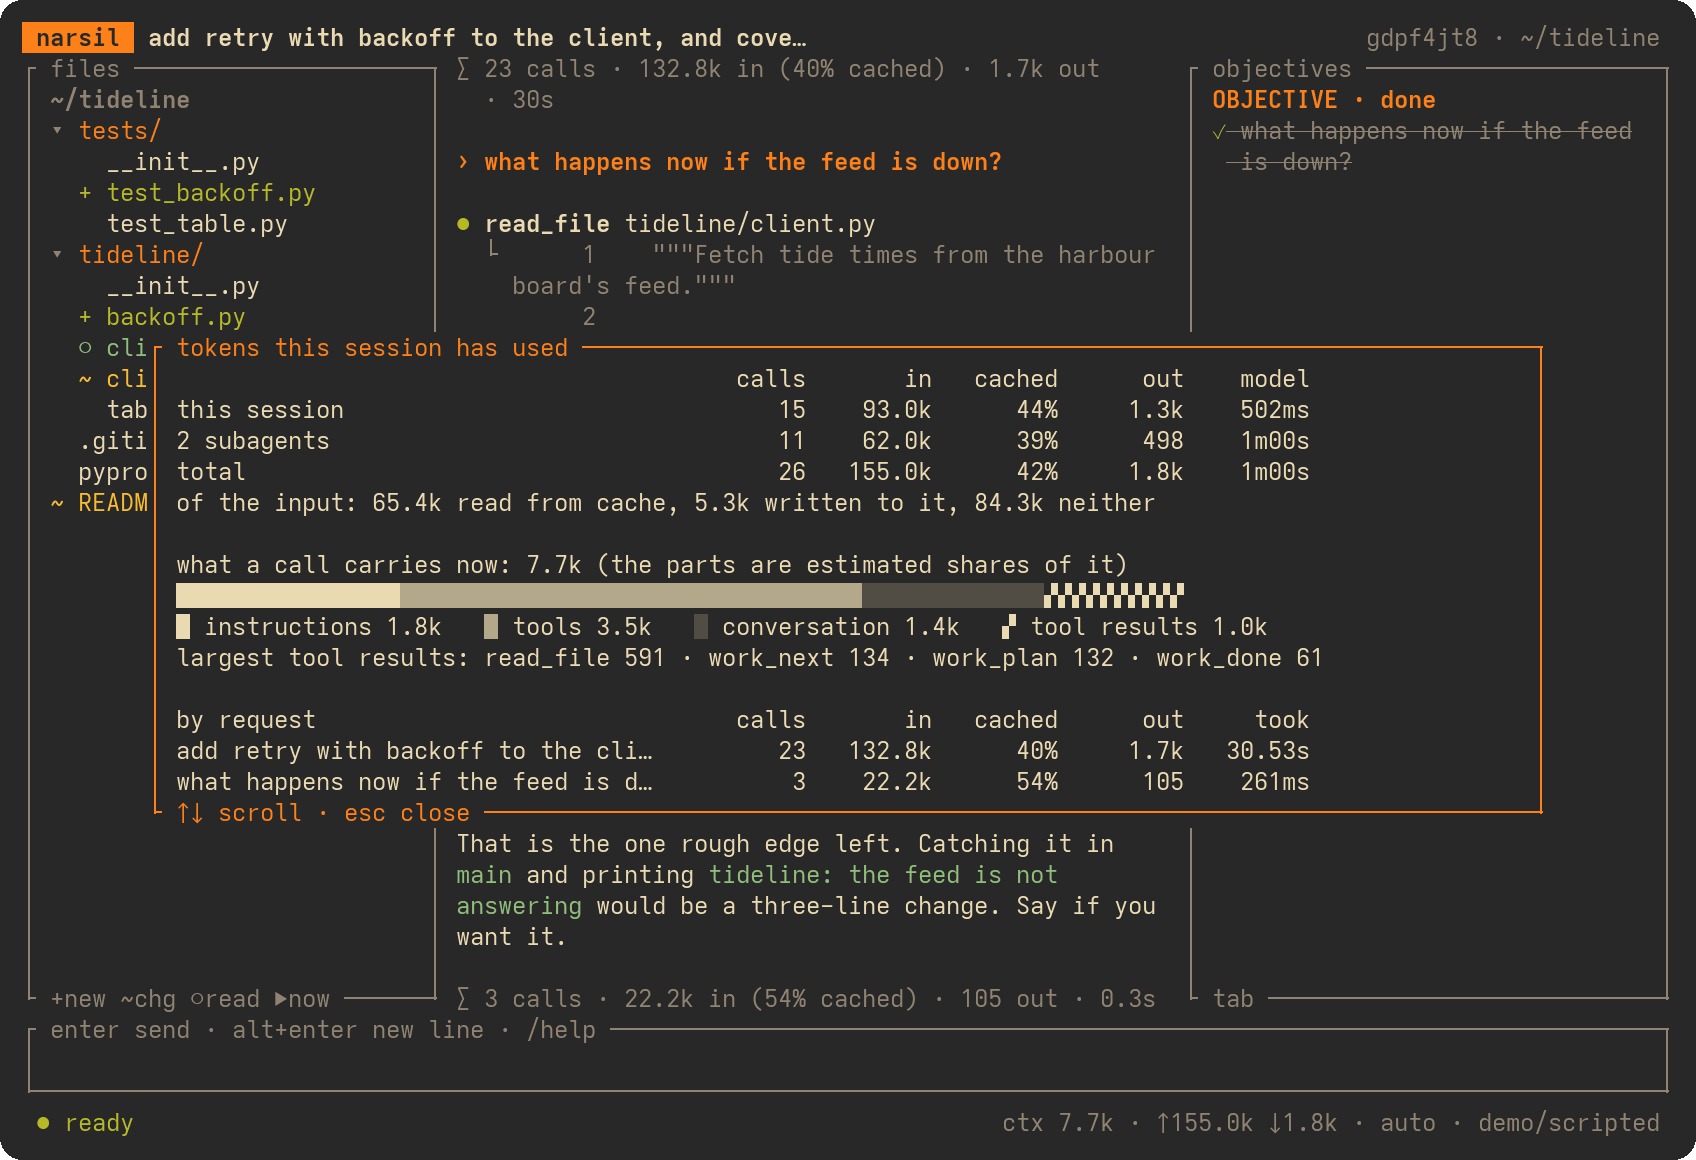 narsil add retry with backoff to the client, and cove… gdpf4jt8 · ~/tideline
files
~/tideline
▾ tests/
__init__.py
+ test_backoff.py
test_table.py
▾ tideline/
__init__.py
+ backoff.py
○ cli
~ cli
tab
.giti
pypro
~ READM
+new ~chg ○read ▶now
∑ 23 calls · 132.8k in (40% cached) · 1.7k out
· 30s
› what happens now if the feed is down?
● read_file tideline/client.py
└ 1 """Fetch tide times from the harbour
board's feed."""
2
objectives
OBJECTIVE · done
✓ what happens now if the feed
is down?
tab
tokens this session has used
calls in cached out model
this session 15 93.0k 44% 1.3k 502ms
2 subagents 11 62.0k 39% 498 1m00s
total 26 155.0k 42% 1.8k 1m00s
of the input: 65.4k read from cache, 5.3k written to it, 84.3k neither
what a call carries now: 7.7k (the parts are estimated shares of it)
instructions 1.8k tools 3.5k conversation 1.4k tool results 1.0k
largest tool results: read_file 591 · work_next 134 · work_plan 132 · work_done 61
by request calls in cached out took
add retry with backoff to the cli… 23 132.8k 40% 1.7k 30.53s
what happens now if the feed is d… 3 22.2k 54% 105 261ms
↑↓ scroll · esc close
That is the one rough edge left. Catching it in
main and printing tideline: the feed is not
answering would be a three-line change. Say if you
want it.
∑ 3 calls · 22.2k in (54% cached) · 105 out · 0.3s
enter send · alt+enter new line · /help
● ready ctx 7.7k · ↑155.0k ↓1.8k · auto · demo/scripted